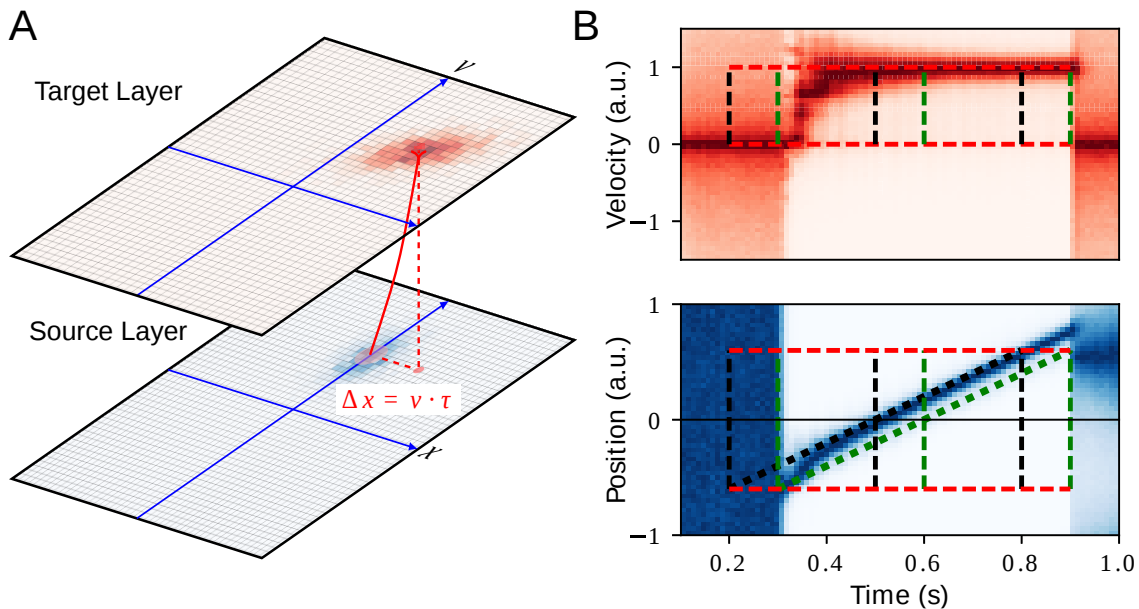 A
B
Target Layer
v
Source Layer
Δ x = v · τ
x
Velocity (a.u.)
1
0
−1
Position (a.u.)
1
0
−1
0.2
0.4
0.6
0.8
1.0
Time (s)